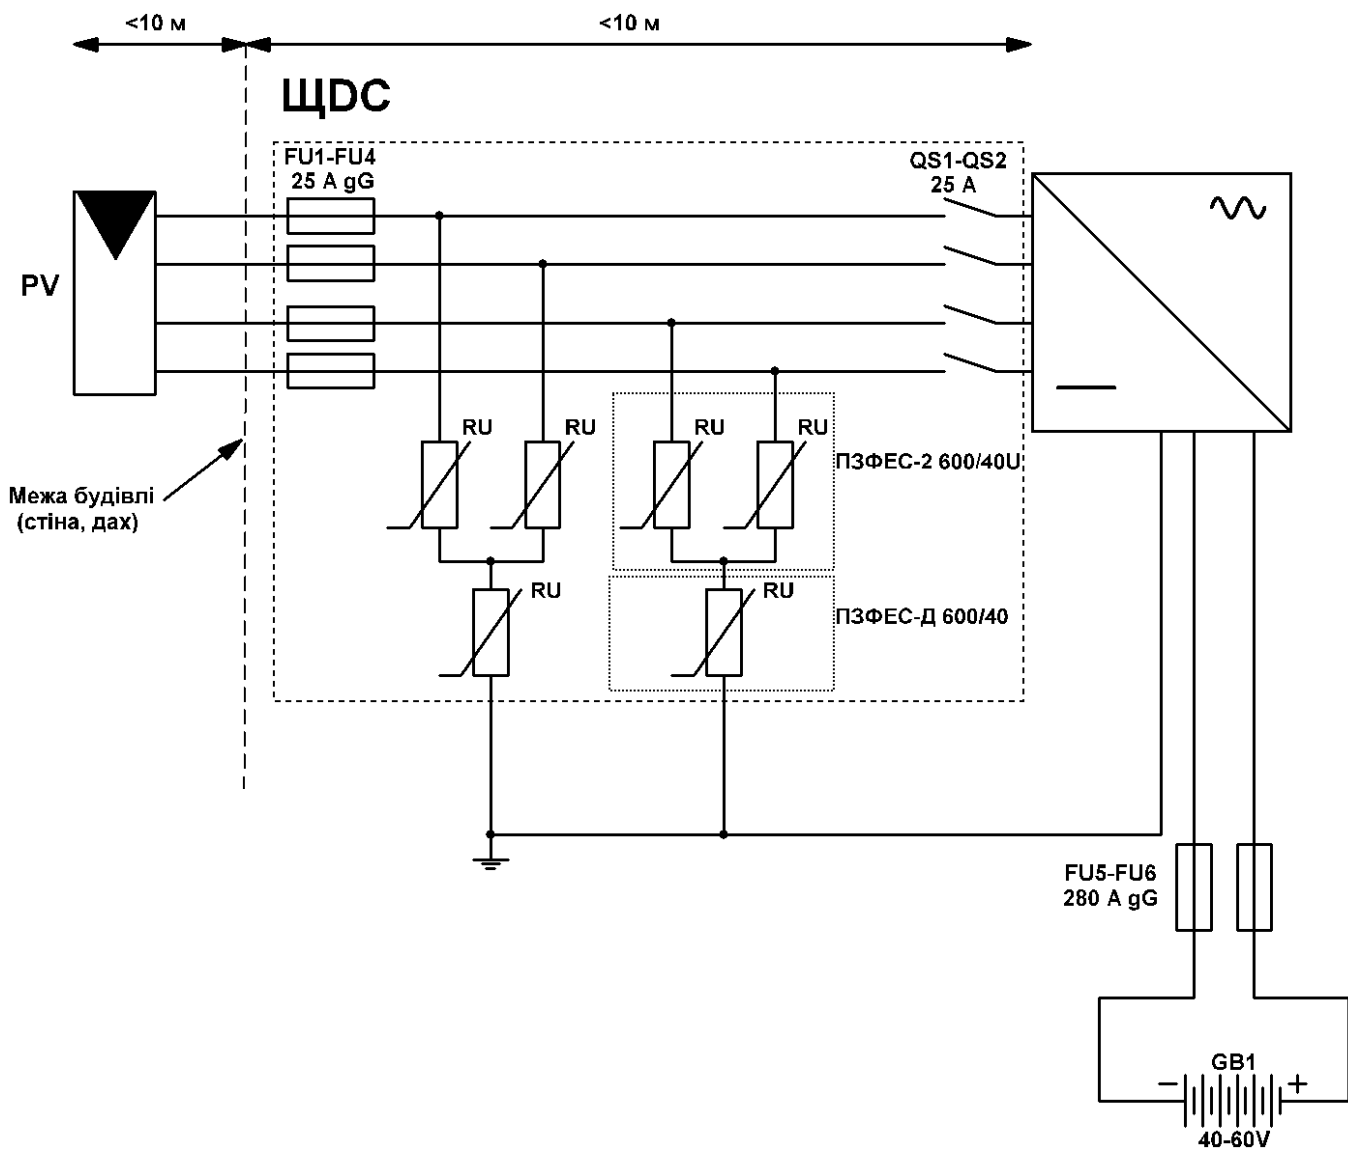 <10 м
<10 м
ЩDC
FU1-FU4
25 A gG
QS1-QS2
25 A
PV
RU
RU
RU
RU
ПЗФЕС-2 600/40U
Межа будівлі
(стіна, дах)
RU
RU
ПЗФЕС-Д 600/40
FU5-FU6
280 A gG
GB1
− +
40-60V